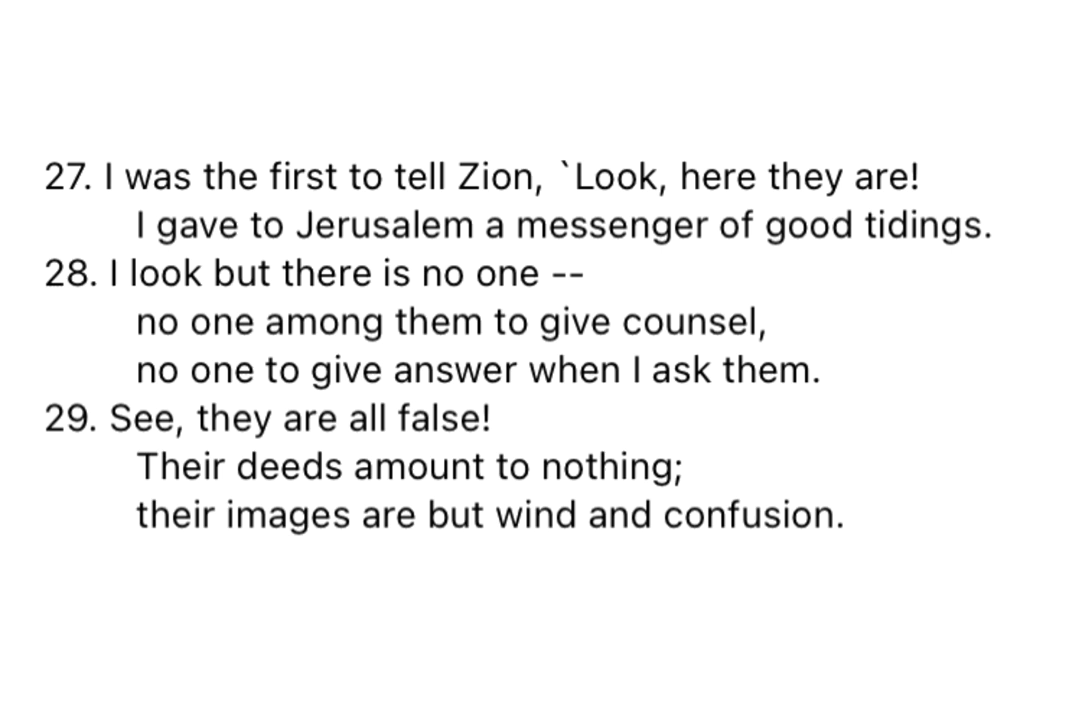 27. I was the first to tell Zion, `Look, here they are!
I gave to Jerusalem a messenger of good tidings.
28. I look but there is no one --
no one among them to give counsel,
no one to give answer when I ask them.
29. See, they are all false!
Their deeds amount to nothing;
their images are but wind and confusion.